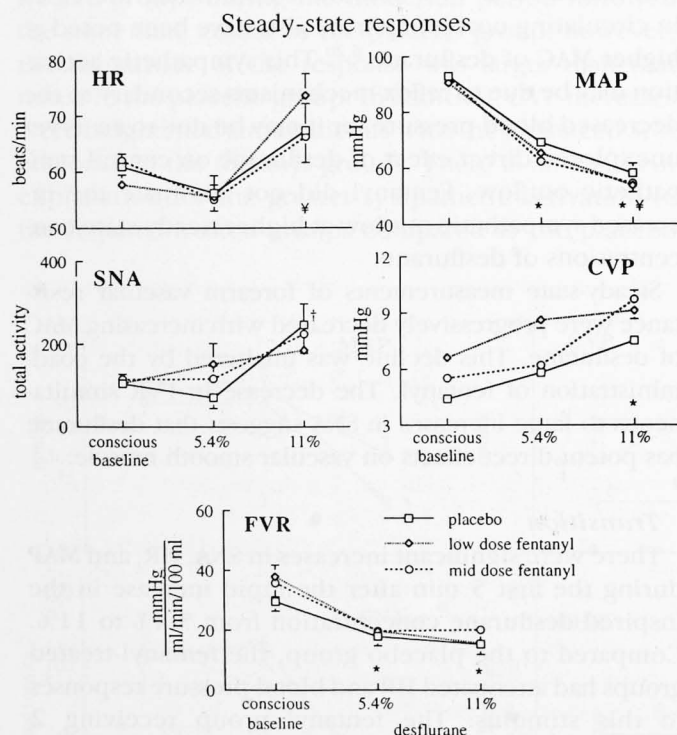 Steady-state responses
HR
beats/min
80
70
60
50
MAP
mmHg
100
80
60
40
*
* ¥
SNA
total activity
400
200
0
†
conscious
baseline
5.4%
11%
CVP
mmHg
12
9
6
3
*
conscious
baseline
5.4%
11%
FVR
mmHg
ml/min/100 ml
60
40
20
0
placebo
low dose fentanyl
mid dose fentanyl
* *
conscious
baseline
5.4%
11%
desflurane